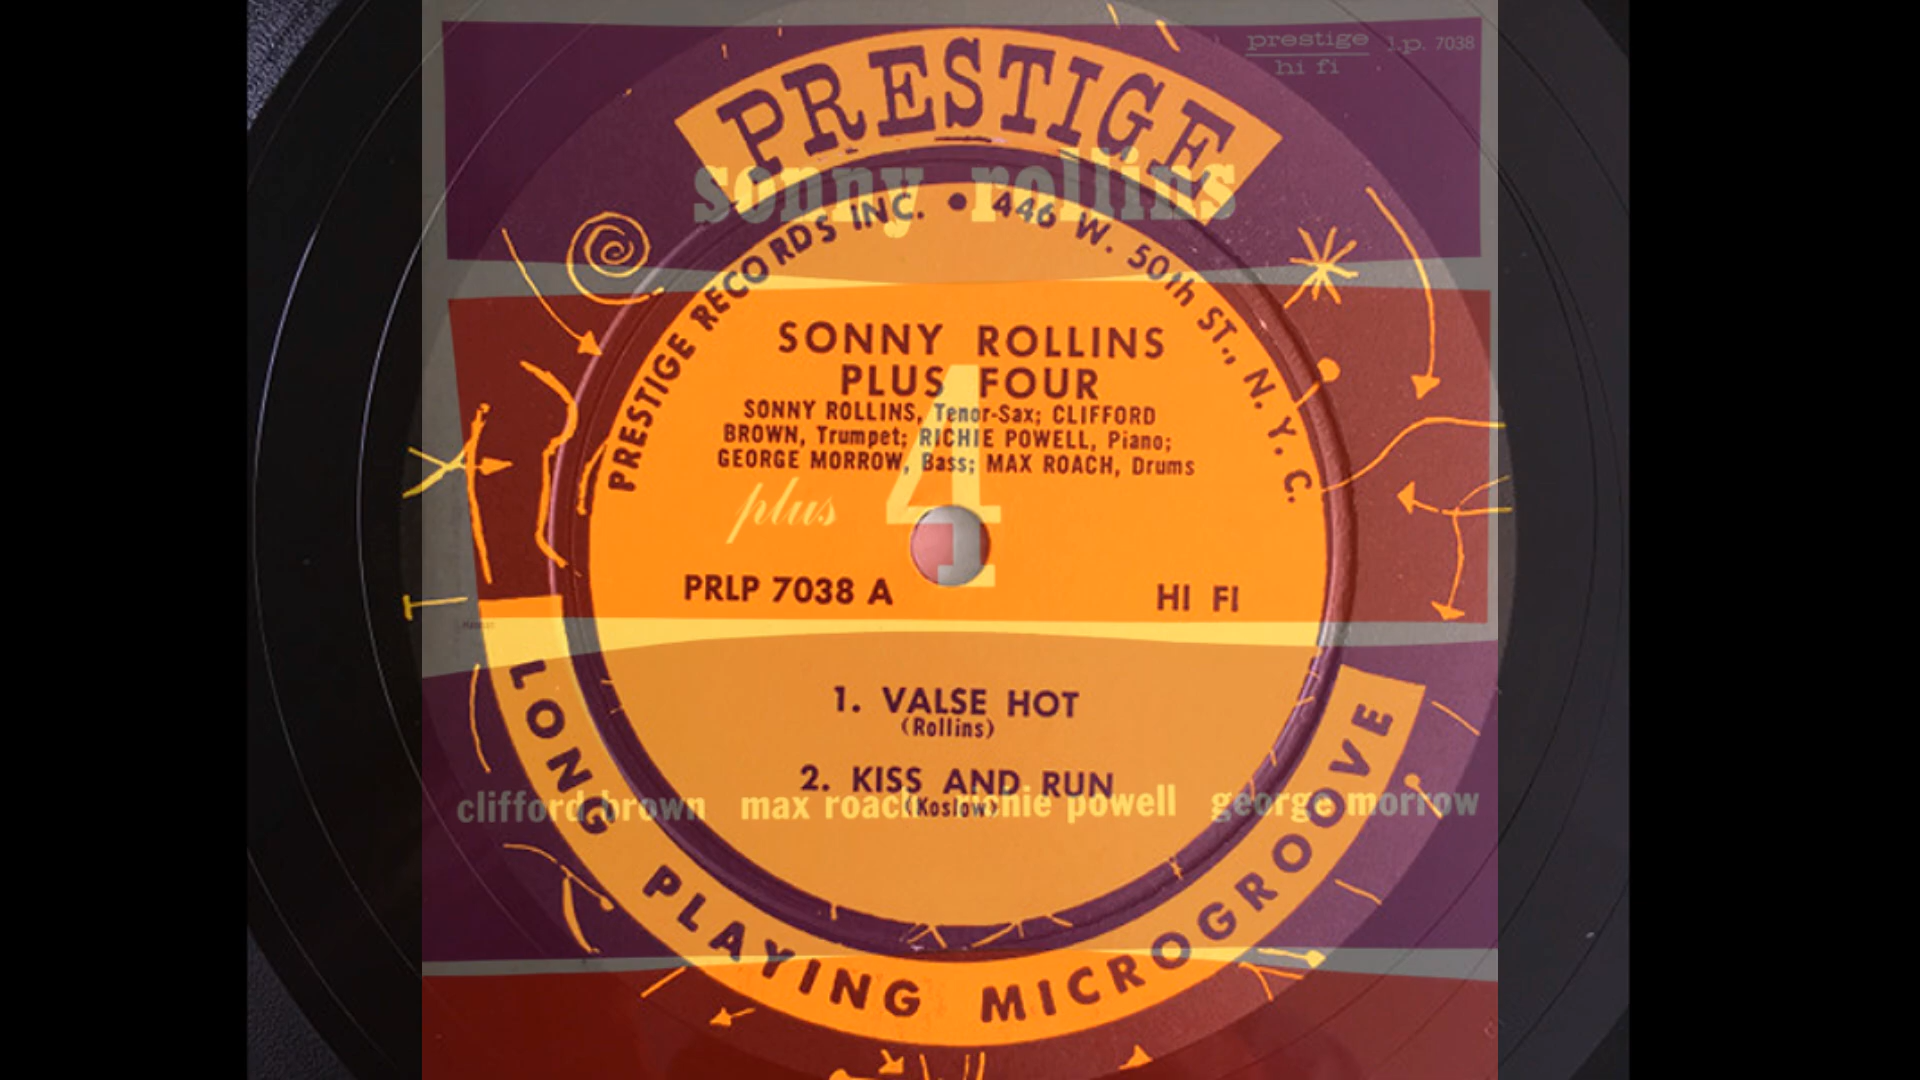 prestige l.p. 7038
hi fi
PRESTIGE
sonny rollins
PRESTIGE RECORDS INC. • 446 W. 50th ST., N. Y. C.
SONNY ROLLINS
PLUS FOUR
SONNY ROLLINS, Tenor-Sax; CLIFFORD
BROWN, Trumpet; RICHIE POWELL, Piano;
GEORGE MORROW, Bass; MAX ROACH, Drums
plus 4
PRLP 7038 A HI FI
1. VALSE HOT
(Rollins)
2. KISS AND RUN
(Koslow)
clifford brown max roach richie powell george morrow
LONG PLAYING MICROGROOVE